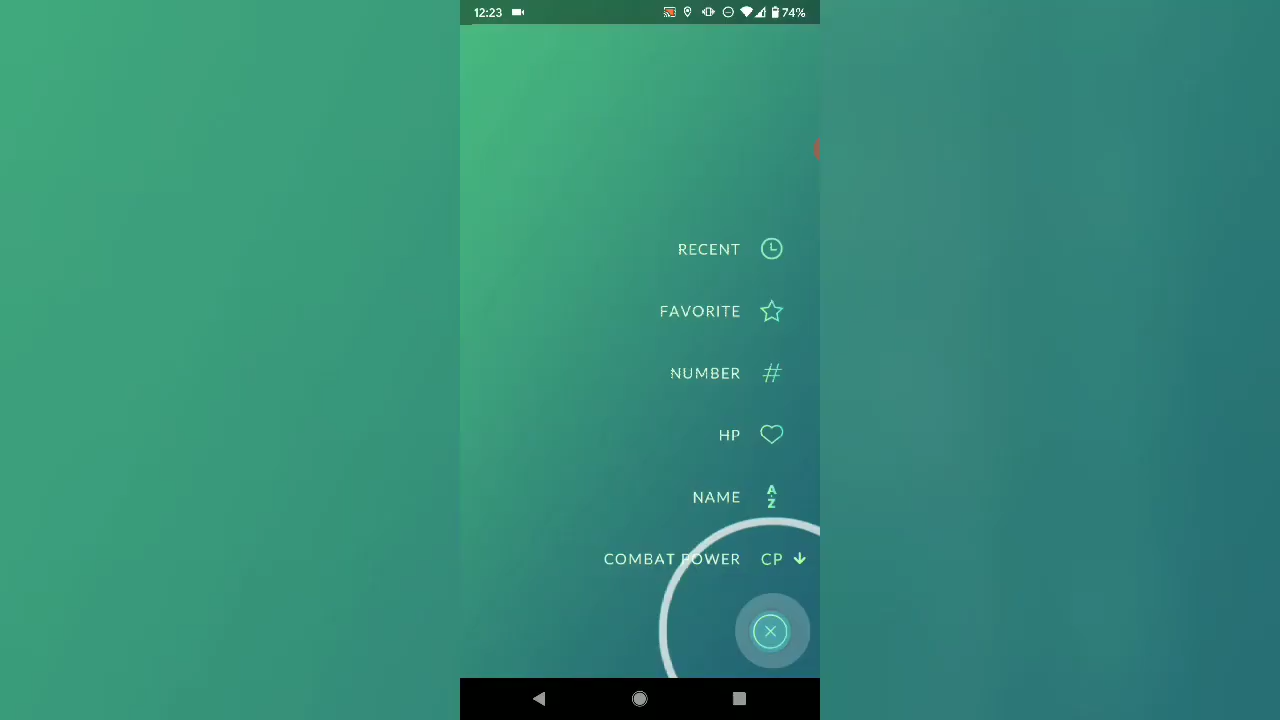 12:23
74%
RECENT
FAVORITE
NUMBER
HP
NAME
A
Z
COMBAT POWER CP